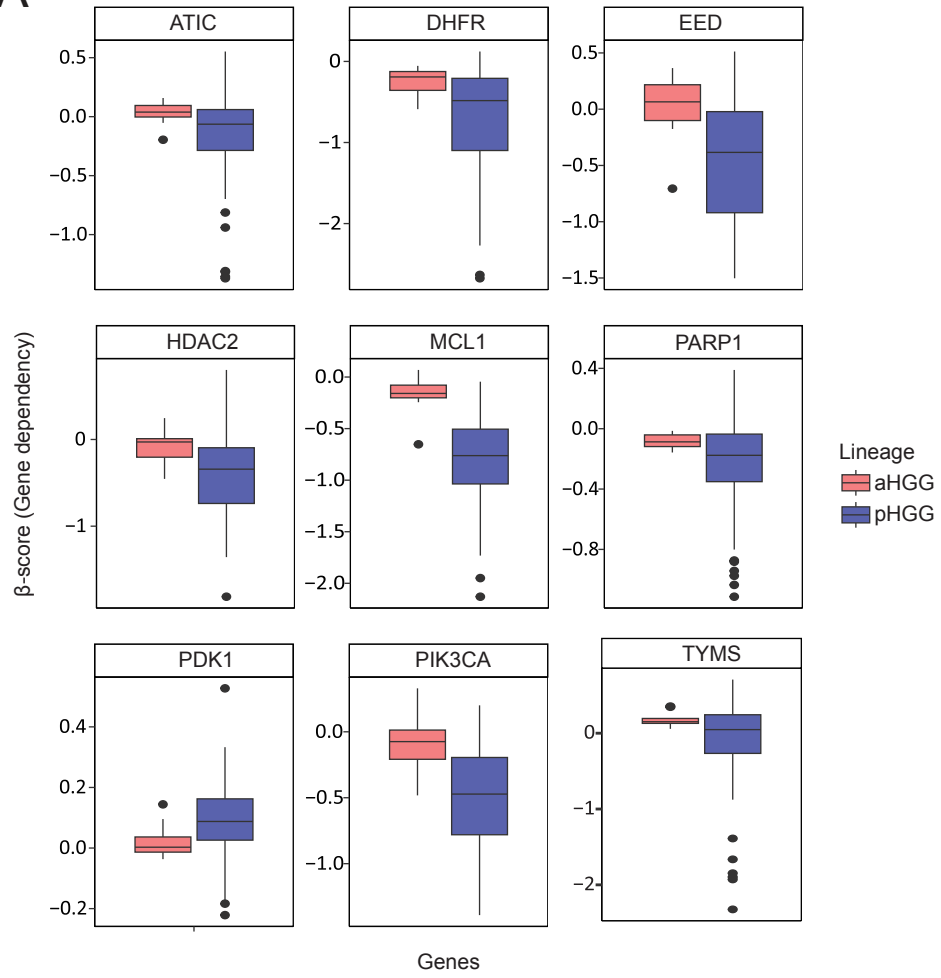 A
ATIC
0.5
0.0
−0.5
−1.0
DHFR
0
−1
−2
EED
0.5
0.0
−0.5
−1.0
−1.5
HDAC2
0
−1
MCL1
0.0
−0.5
−1.0
−1.5
−2.0
PARP1
0.4
0.0
−0.4
−0.8
PDK1
0.4
0.2
0.0
−0.2
PIK3CA
0.0
−0.5
−1.0
TYMS
0
−1
−2
β-score (Gene dependency)
Genes
Lineage
aHGG
pHGG